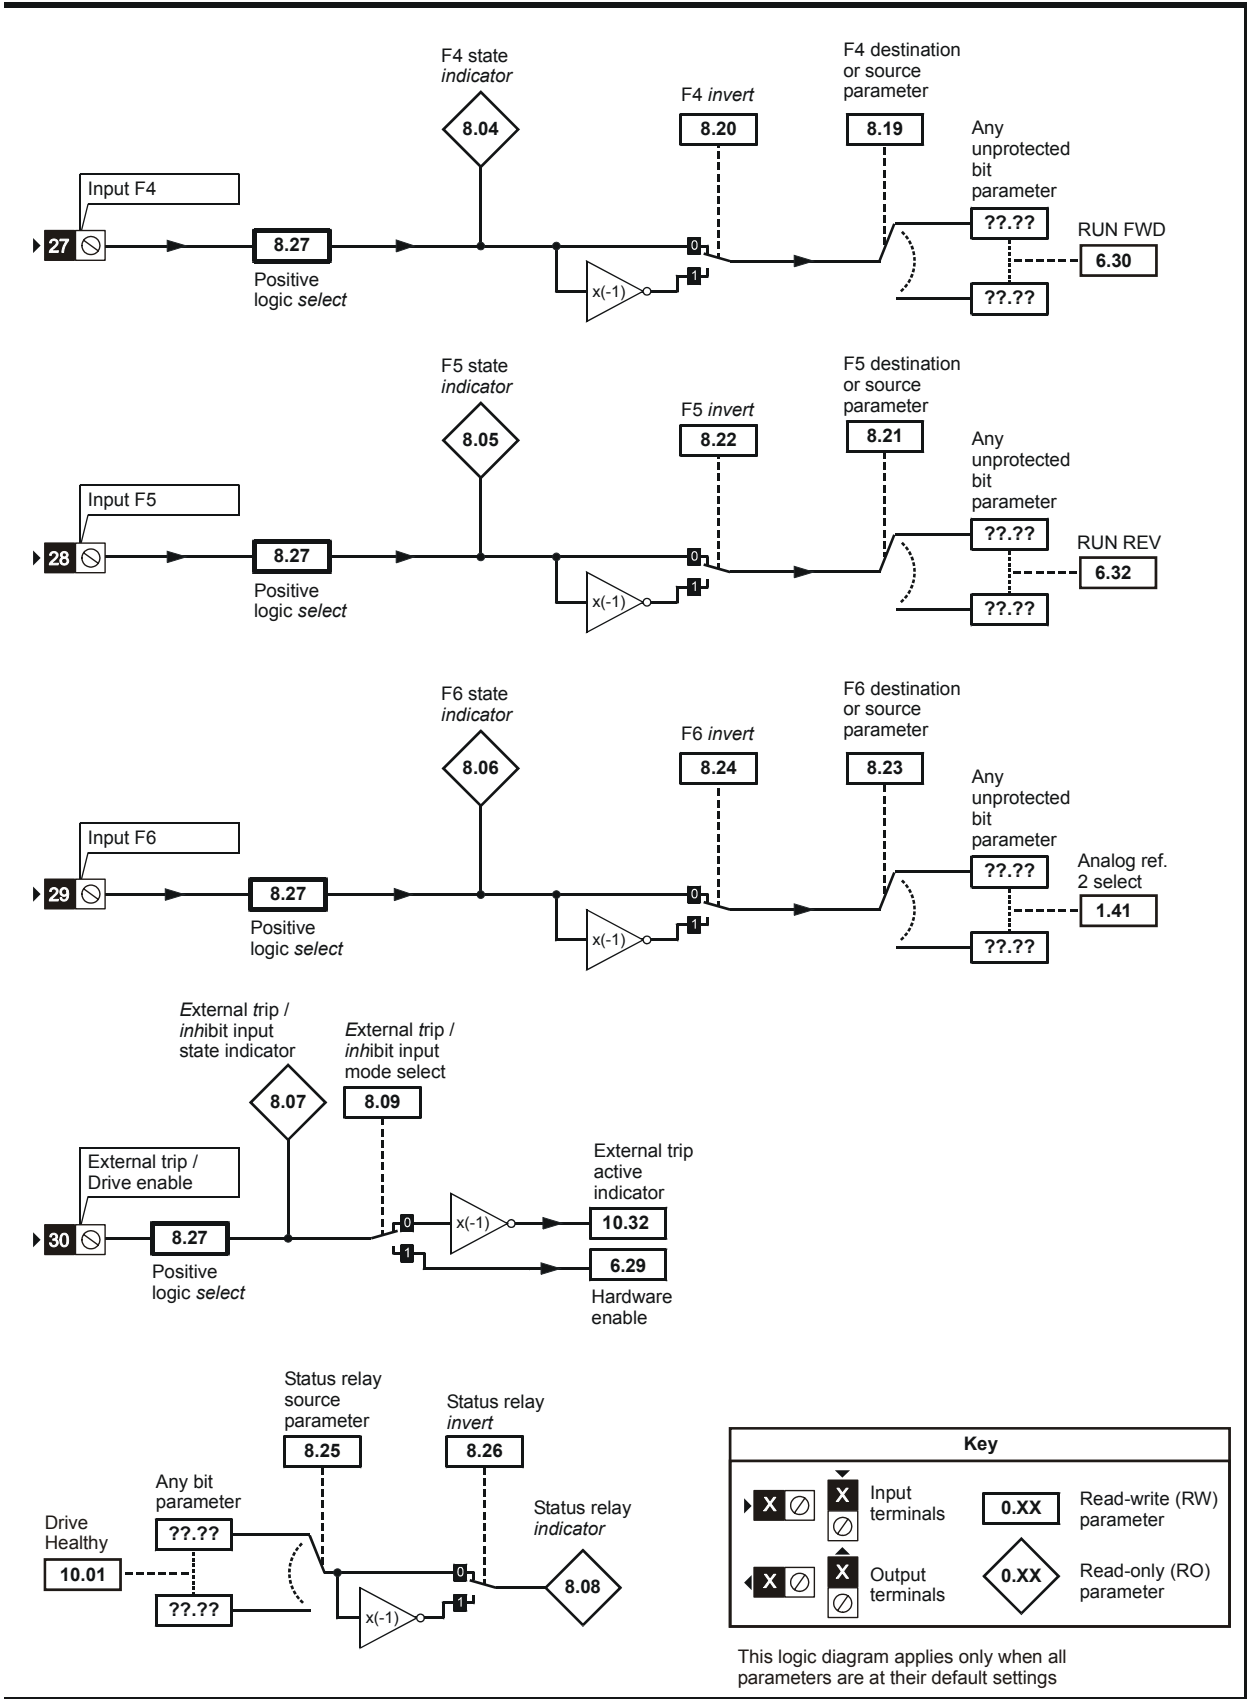 F4 state
indicator
8.04
F4 invert
8.20
F4 destination
or source
parameter
8.19
Any
unprotected
bit
parameter
Input F4
27
8.27
Positive
logic select
0
1
x(-1)
??.??
??.??
RUN FWD
6.30
F5 state
indicator
8.05
F5 invert
8.22
F5 destination
or source
parameter
8.21
Any
unprotected
bit
parameter
Input F5
28
8.27
Positive
logic select
0
1
x(-1)
??.??
??.??
RUN REV
6.32
F6 state
indicator
8.06
F6 invert
8.24
F6 destination
or source
parameter
8.23
Any
unprotected
bit
parameter
Input F6
29
8.27
Positive
logic select
0
1
x(-1)
??.??
??.??
Analog ref.
2 select
1.41
External trip /
inhibit input
state indicator
8.07
External trip /
inhibit input
mode select
8.09
External trip /
Drive enable
30
8.27
Positive
logic select
0
1
x(-1)
External trip
active
indicator
10.32
6.29
Hardware
enable
Status relay
source
parameter
8.25
Status relay
invert
8.26
Any bit
parameter
??.??
??.??
Drive
Healthy
10.01
0
1
x(-1)
Status relay
indicator
8.08
Key
X
X
Input
terminals
0.XX
Read-write (RW)
parameter
X
X
Output
terminals
0.XX
Read-only (RO)
parameter
This logic diagram applies only when all
parameters are at their default settings